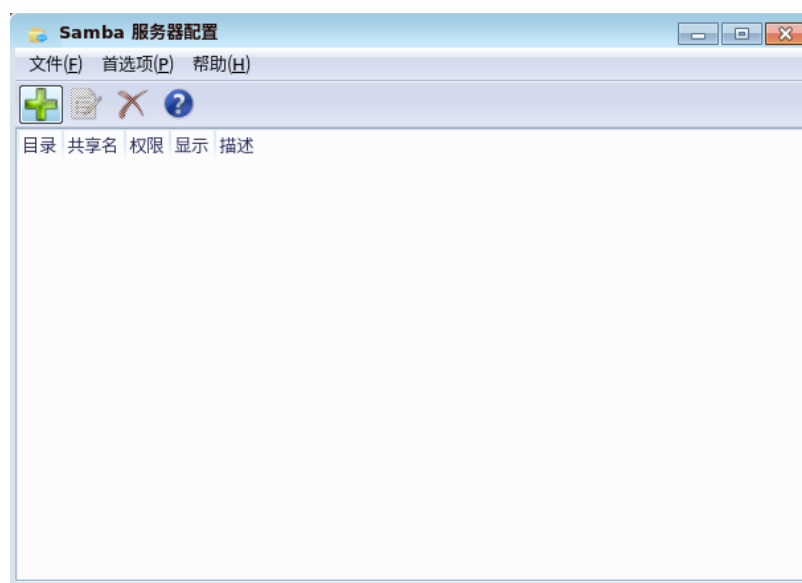 Samba 服务器配置
文件(F) 首选项(P) 帮助(H)
目录 共享名 权限 显示 描述